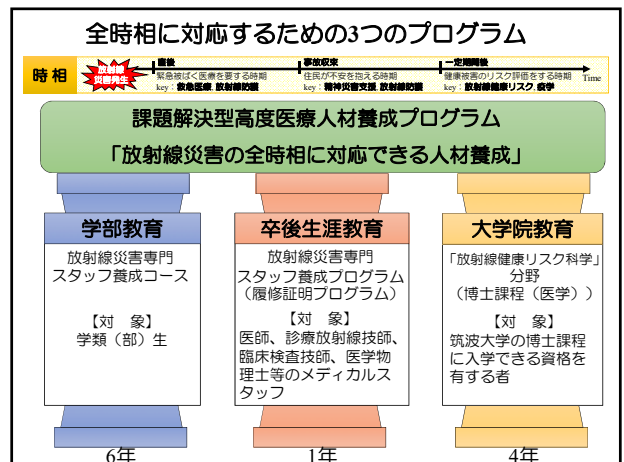 全時相に対応するための3つのプログラム
時相
放射線
災害発生
直後
緊急被ばく医療を要する時期
key：救急医療, 放射線防護
事故収束
住民が不安を抱える時期
key：精神災害支援, 放射線防護
一定期間後
健康被害のリスク評価をする時期
key：放射線健康リスク, 疫学
Time
課題解決型高度医療人材養成プログラム
「放射線災害の全時相に対応できる人材養成」
学部教育
放射線災害専門
スタッフ養成コース
【対　象】
学類（部）生
6年
卒後生涯教育
放射線災害専門
スタッフ養成プログラム
（履修証明プログラム）
【対　象】
医師、診療放射線技師、
臨床検査技師、医学物
理士等のメディカルス
タッフ
1年
大学院教育
「放射線健康リスク科学」
分野
（博士課程（医学））
【対　象】
筑波大学の博士課程
に入学できる資格を
有する者
4年